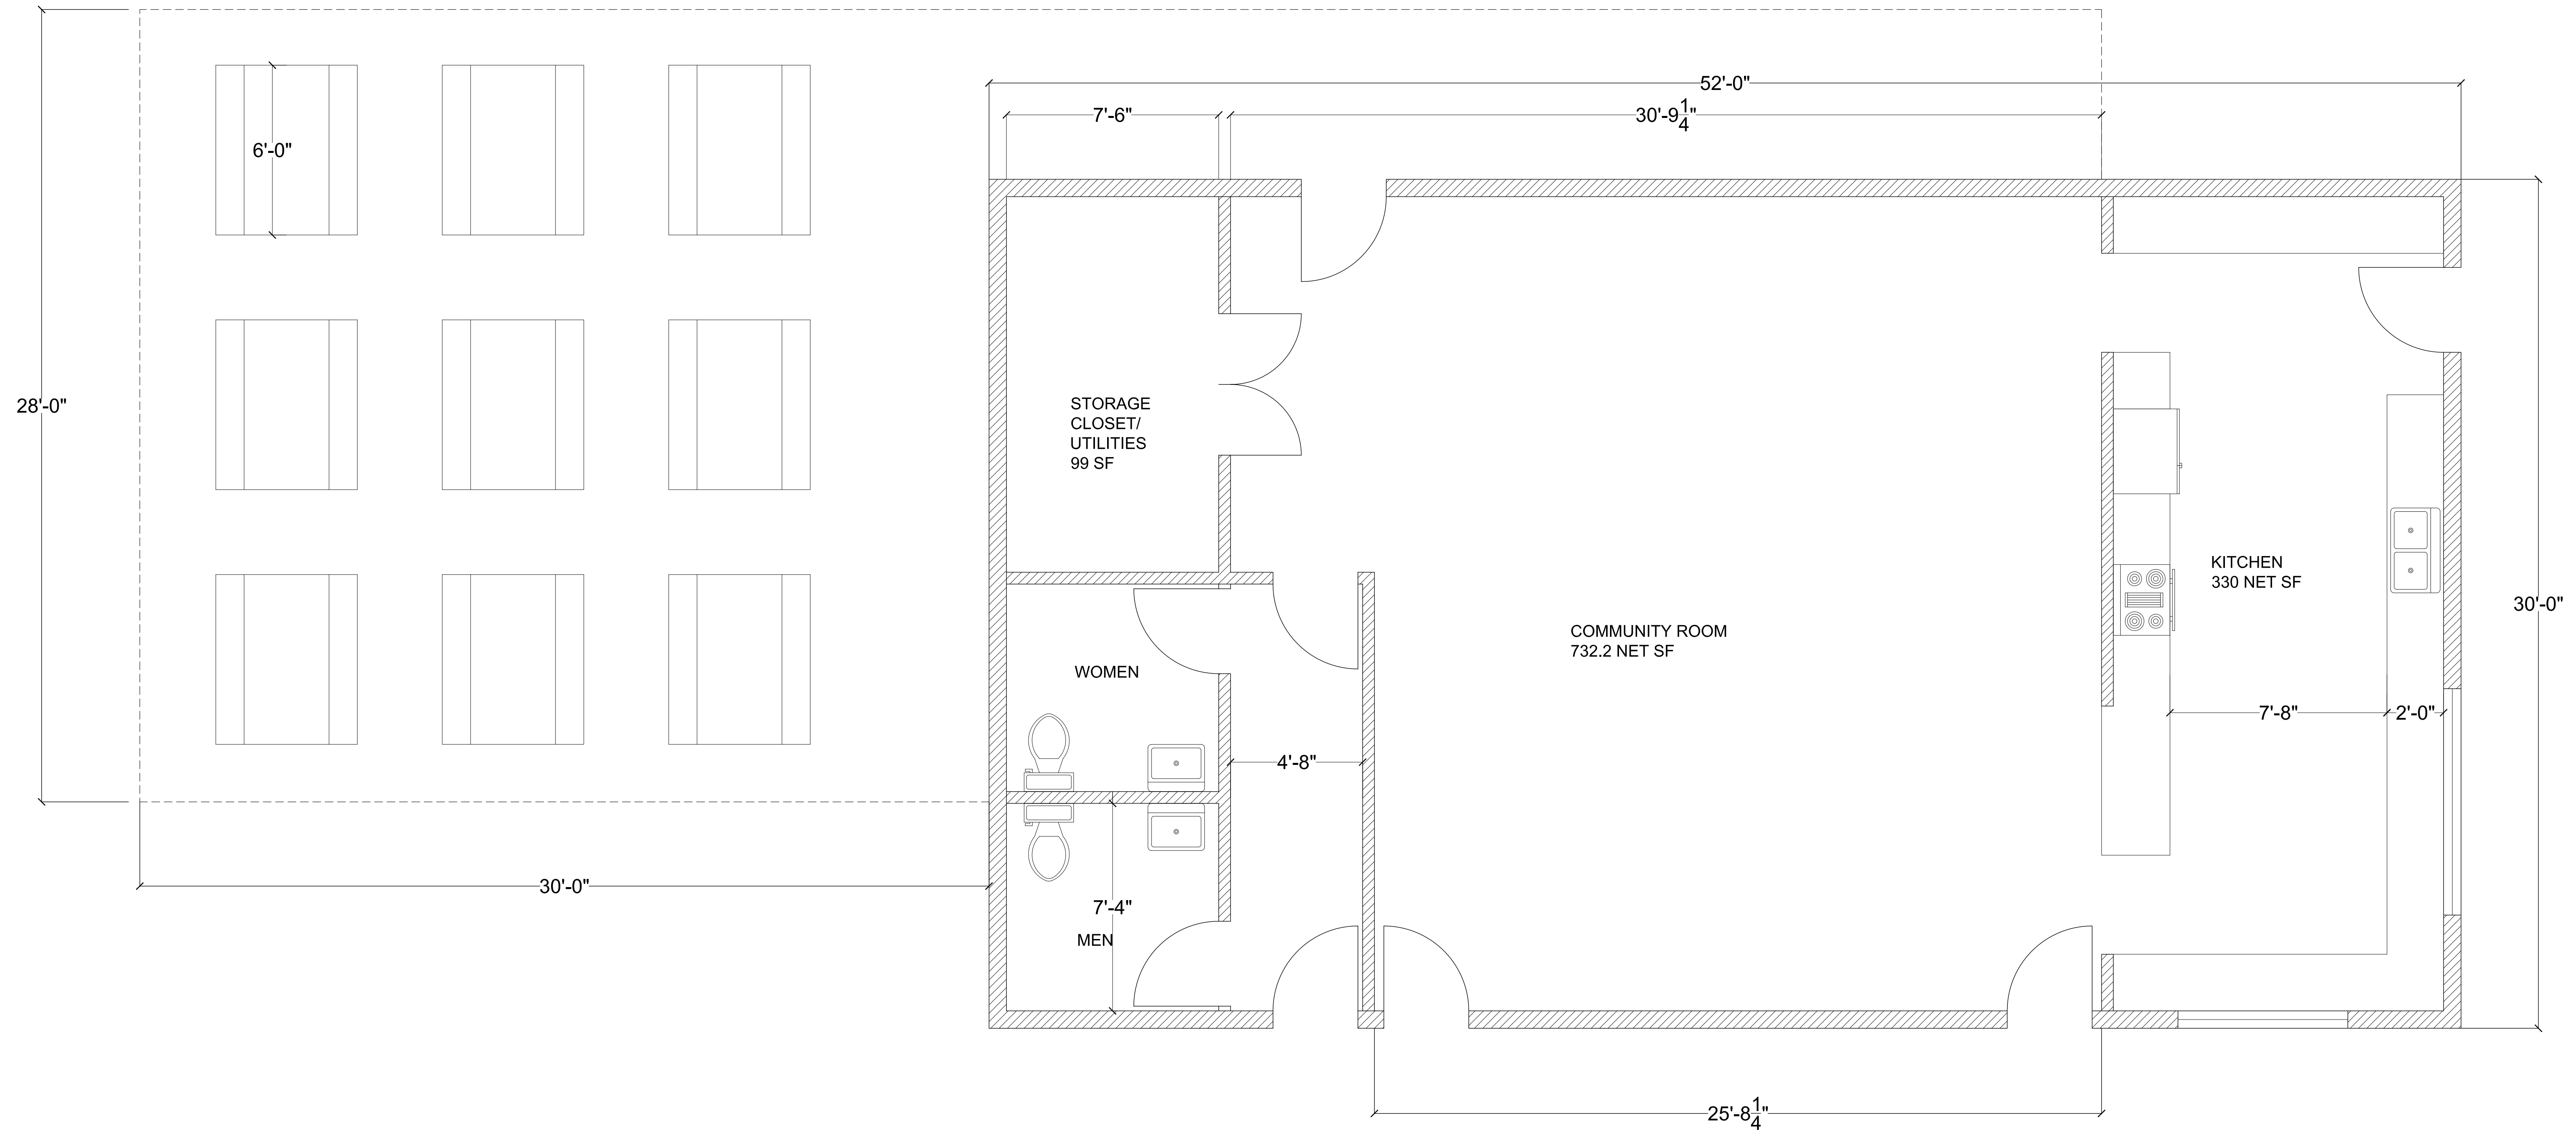 52'-0"
7'-6"
30'-9 1/4"
6'-0"
28'-0"
STORAGE
CLOSET/
UTILITIES
99 SF
KITCHEN
330 NET SF
30'-0"
COMMUNITY ROOM
732.2 NET SF
WOMEN
7'-8"
2'-0"
4'-8"
30'-0"
7'-4"
MEN
25'-8 1/4"